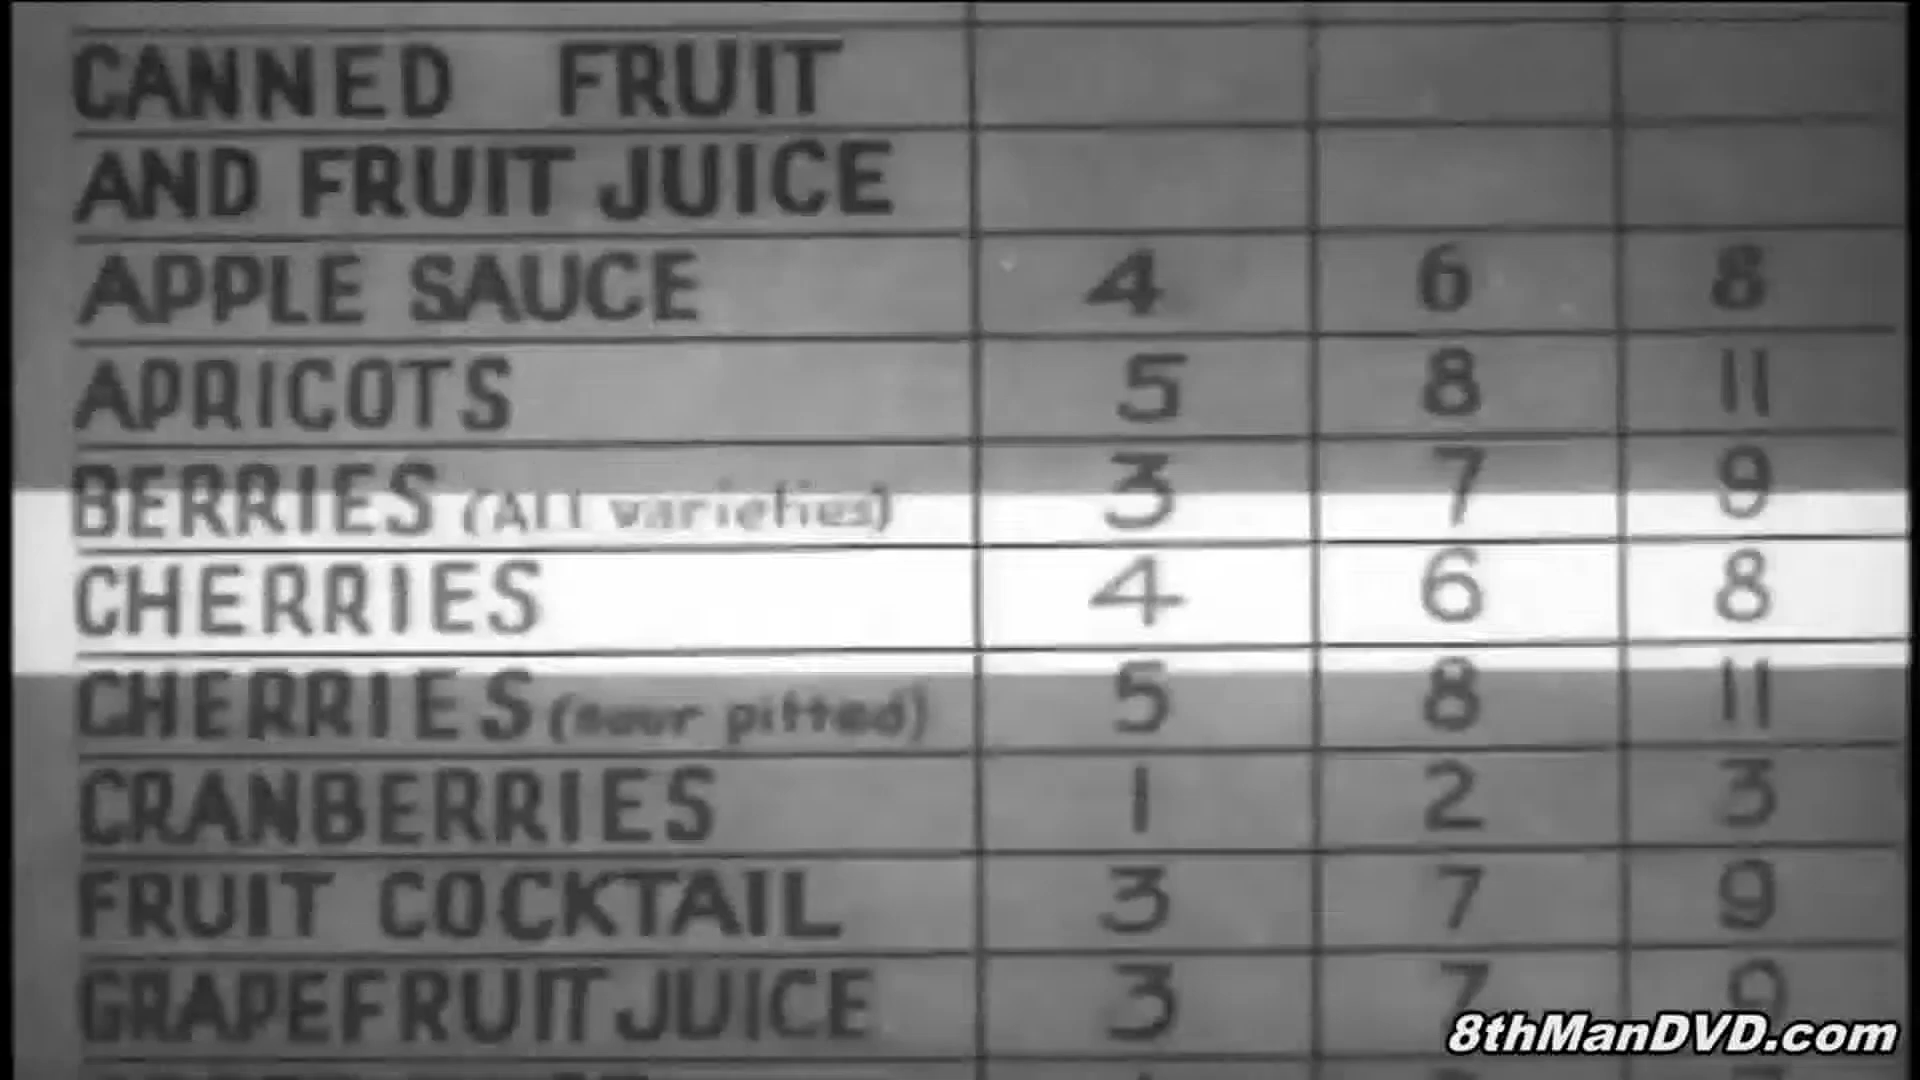 CANNED FRUIT
AND FRUIT JUICE
APPLE SAUCE 4 6 8
APRICOTS 5 8 11
BERRIES (All varieties) 3 7 9
CHERRIES 4 6 8
CHERRIES (sour pitted) 5 8 11
CRANBERRIES 1 2 3
FRUIT COCKTAIL 3 7 9
GRAPEFRUIT JUICE 3 7 9
8thManDVD.com